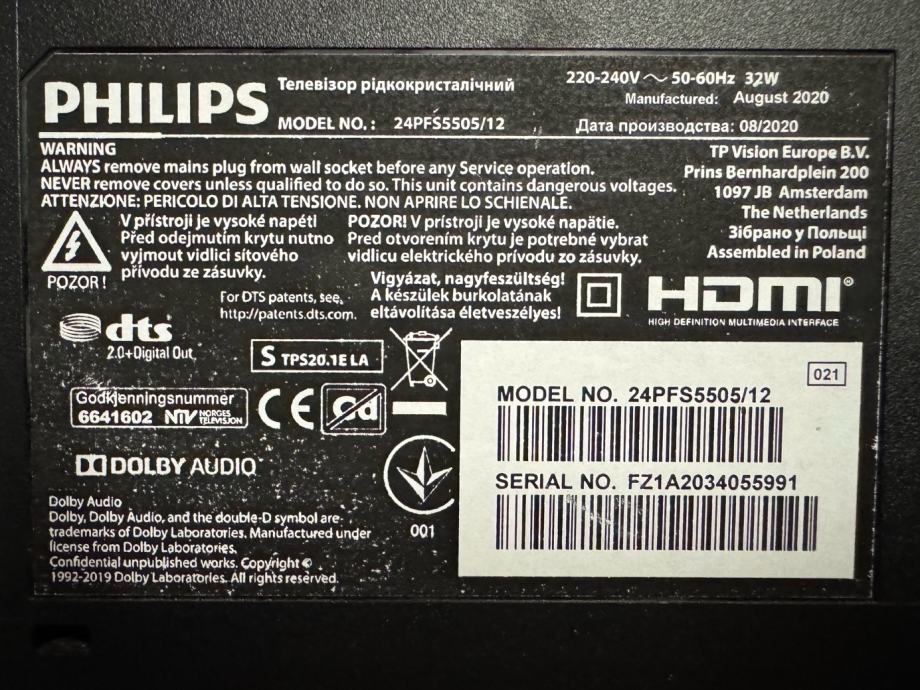 PHILIPS
Телевізор рідкокристалічний
220-240V ~ 50-60Hz 32W
Manufactured: August 2020
MODEL NO. : 24PFS5505/12
Дата производства: 08/2020
WARNING
ALWAYS remove mains plug from wall socket before any Service operation.
NEVER remove covers unless qualified to do so. This unit contains dangerous voltages.
ATTENZIONE: PERICOLO DI ALTA TENSIONE. NON APRIRE LO SCHIENALE.
TP Vision Europe B.V.
Prins Bernhardplein 200
1097 JB Amsterdam
The Netherlands
Зібрано у Польщі
Assembled in Poland
POZOR!
V přístroji je vysoké napětí
Před odejmutím krytu nutno
vyjmout vidlici síťového
přívodu ze zásuvky.
POZOR! V prístroji je vysoké napätie.
Pred otvorením krytu je potrebné vybrat
vidlicu elektrického prívodu zo zásuvky.
For DTS patents, see,
http://patents.dts.com.
Vigyázat, nagyfeszültség!
A készülek burkolatának
eltávolítása életveszélyes!
HDMI®
HIGH DEFINITION MULTIMEDIA INTERFACE
dts
2.0+Digital Out
S TPS20.1E LA
Godkjenningsnummer
6641602 NTV NORGES TELEVISJON
CE
Cd
DOLBY AUDIO™
001
Dolby Audio
Dolby, Dolby Audio, and the double-D symbol are
trademarks of Dolby Laboratories. Manufactured under
license from Dolby Laboratories.
Confidential unpublished works. Copyright ©
1992-2019 Dolby Laboratories. All rights reserved.
021
MODEL NO. 24PFS5505/12
SERIAL NO. FZ1A2034055991